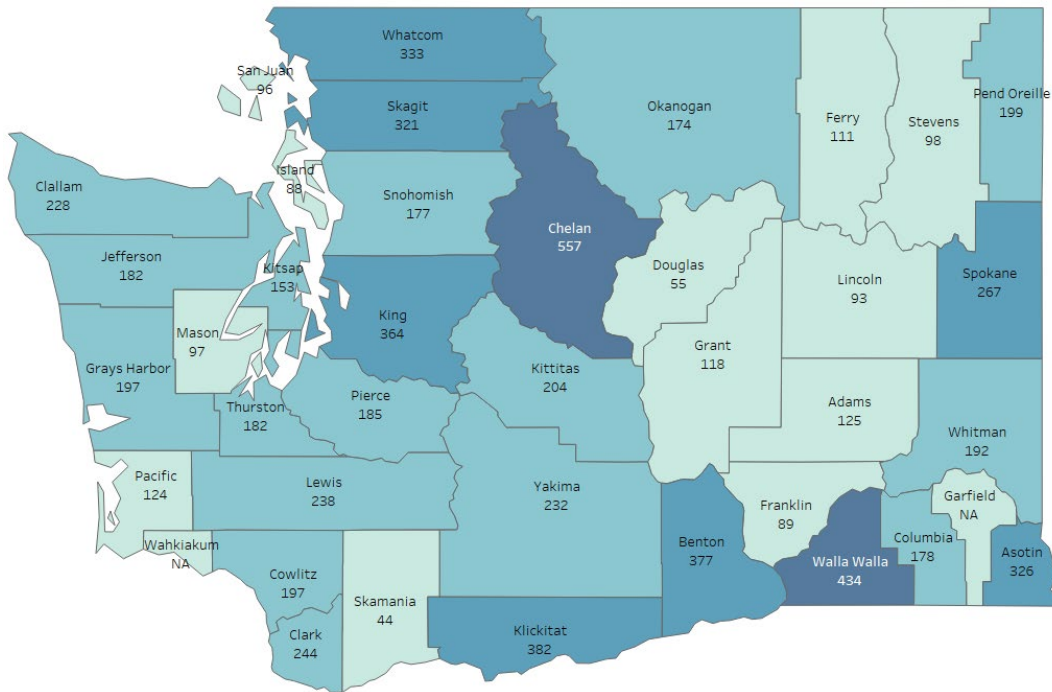 Whatcom
333
San Juan
96
Skagit
321
Okanogan
174
Ferry
111
Stevens
98
Pend Oreille
199
Island
88
Clallam
228
Snohomish
177
Chelan
557
Jefferson
182
Kitsap
153
Douglas
55
Lincoln
93
Spokane
267
King
364
Mason
97
Grant
118
Grays Harbor
197
Kittitas
204
Pierce
185
Thurston
182
Adams
125
Whitman
192
Pacific
124
Lewis
238
Yakima
232
Franklin
89
Garfield
NA
Wahkiakum
NA
Benton
377
Walla Walla
434
Columbia
178
Asotin
326
Cowlitz
197
Skamania
44
Clark
244
Klickitat
382